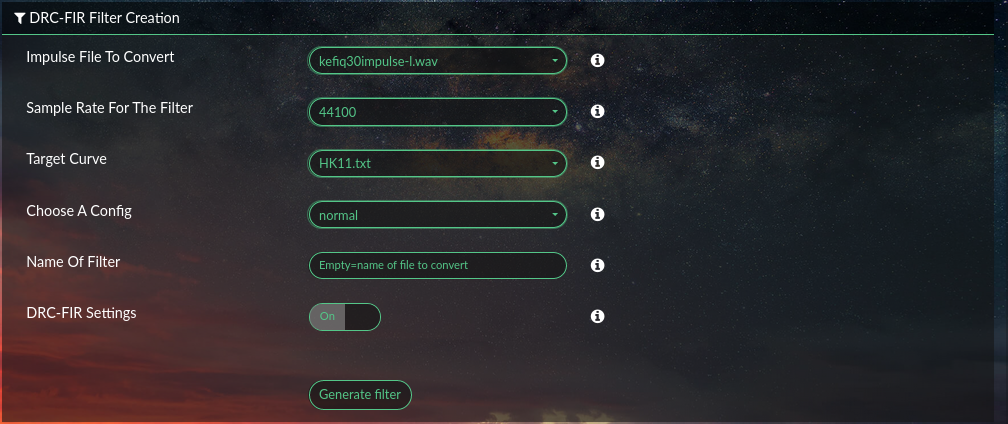 DRC-FIR Filter Creation
Impulse File To Convert
kefiq30impulse-l.wav
Sample Rate For The Filter
44100
Target Curve
HK11.txt
Choose A Config
normal
Name Of Filter
Empty=name of file to convert
DRC-FIR Settings
On
Generate filter